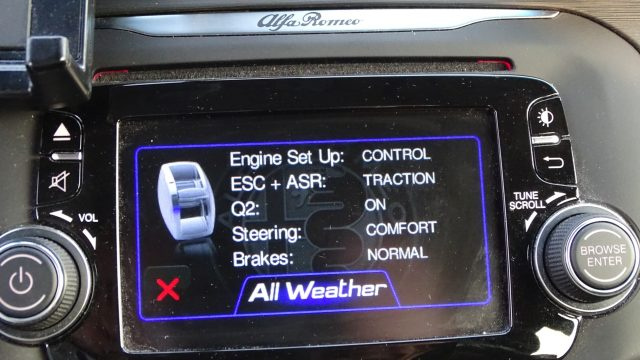 Alfa Romeo
Engine Set Up: CONTROL
ESC + ASR: TRACTION
Q2: ON
Steering: COMFORT
Brakes: NORMAL
All Weather
VOL
TUNE
SCROLL
BROWSE
ENTER